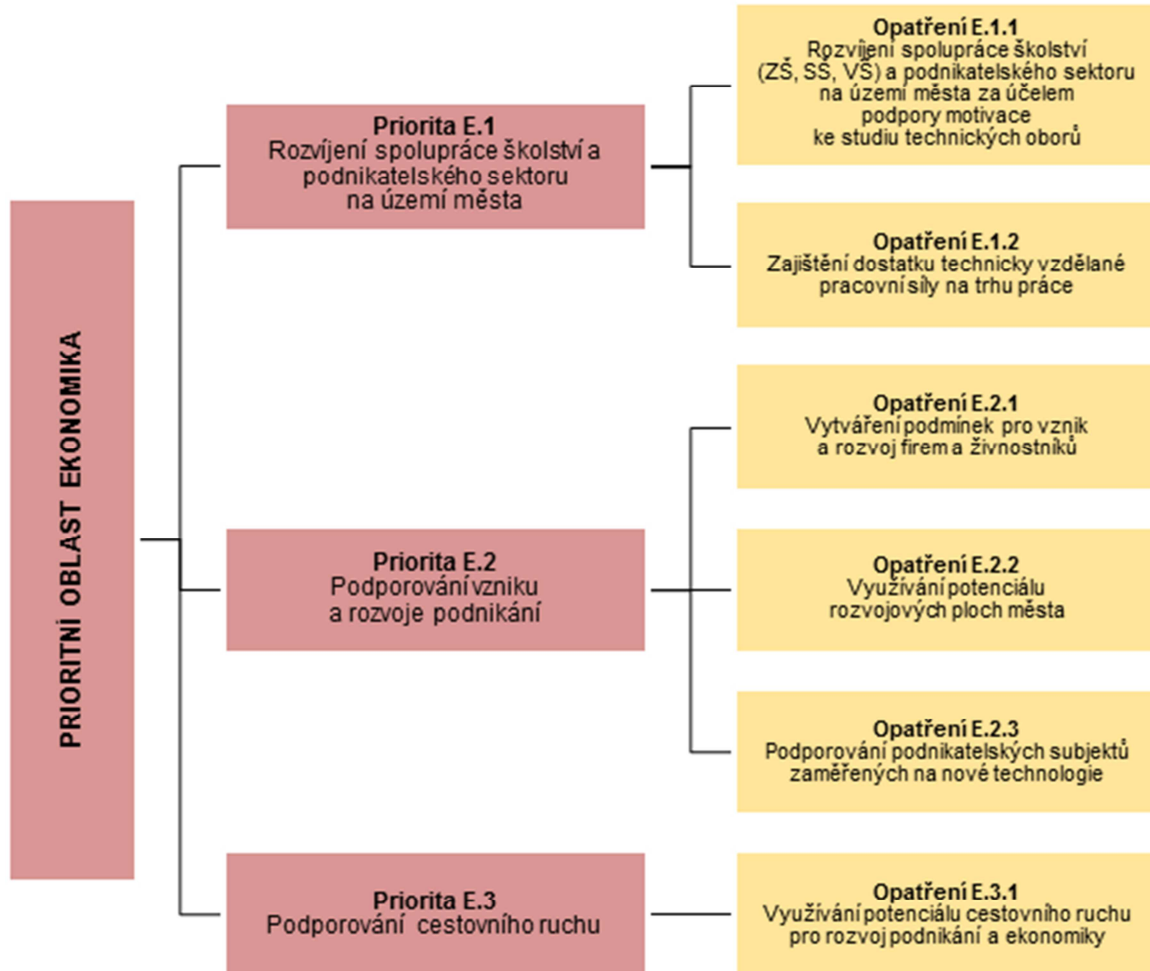 PRIORITNÍ OBLAST EKONOMIKA
Priorita E.1
Rozvíjení spolupráce školství a
podnikatelského sektoru
na území města
Opatření E.1.1
Rozvíjení spolupráce školství
(ZŠ, SŠ, VŠ) a podnikatelského sektoru
na území města za účelem
podpory motivace
ke studiu technických oborů
Opatření E.1.2
Zajištění dostatku technicky vzdělané
pracovní síly na trhu práce
Priorita E.2
Podporování vzniku
a rozvoje podnikání
Opatření E.2.1
Vytváření podmínek pro vznik
a rozvoj firem a živnostníků
Opatření E.2.2
Využívání potenciálu
rozvojových ploch města
Opatření E.2.3
Podporování podnikatelských subjektů
zaměřených na nové technologie
Priorita E.3
Podporování cestovního ruchu
Opatření E.3.1
Využívání potenciálu cestovního ruchu
pro rozvoj podnikání a ekonomiky